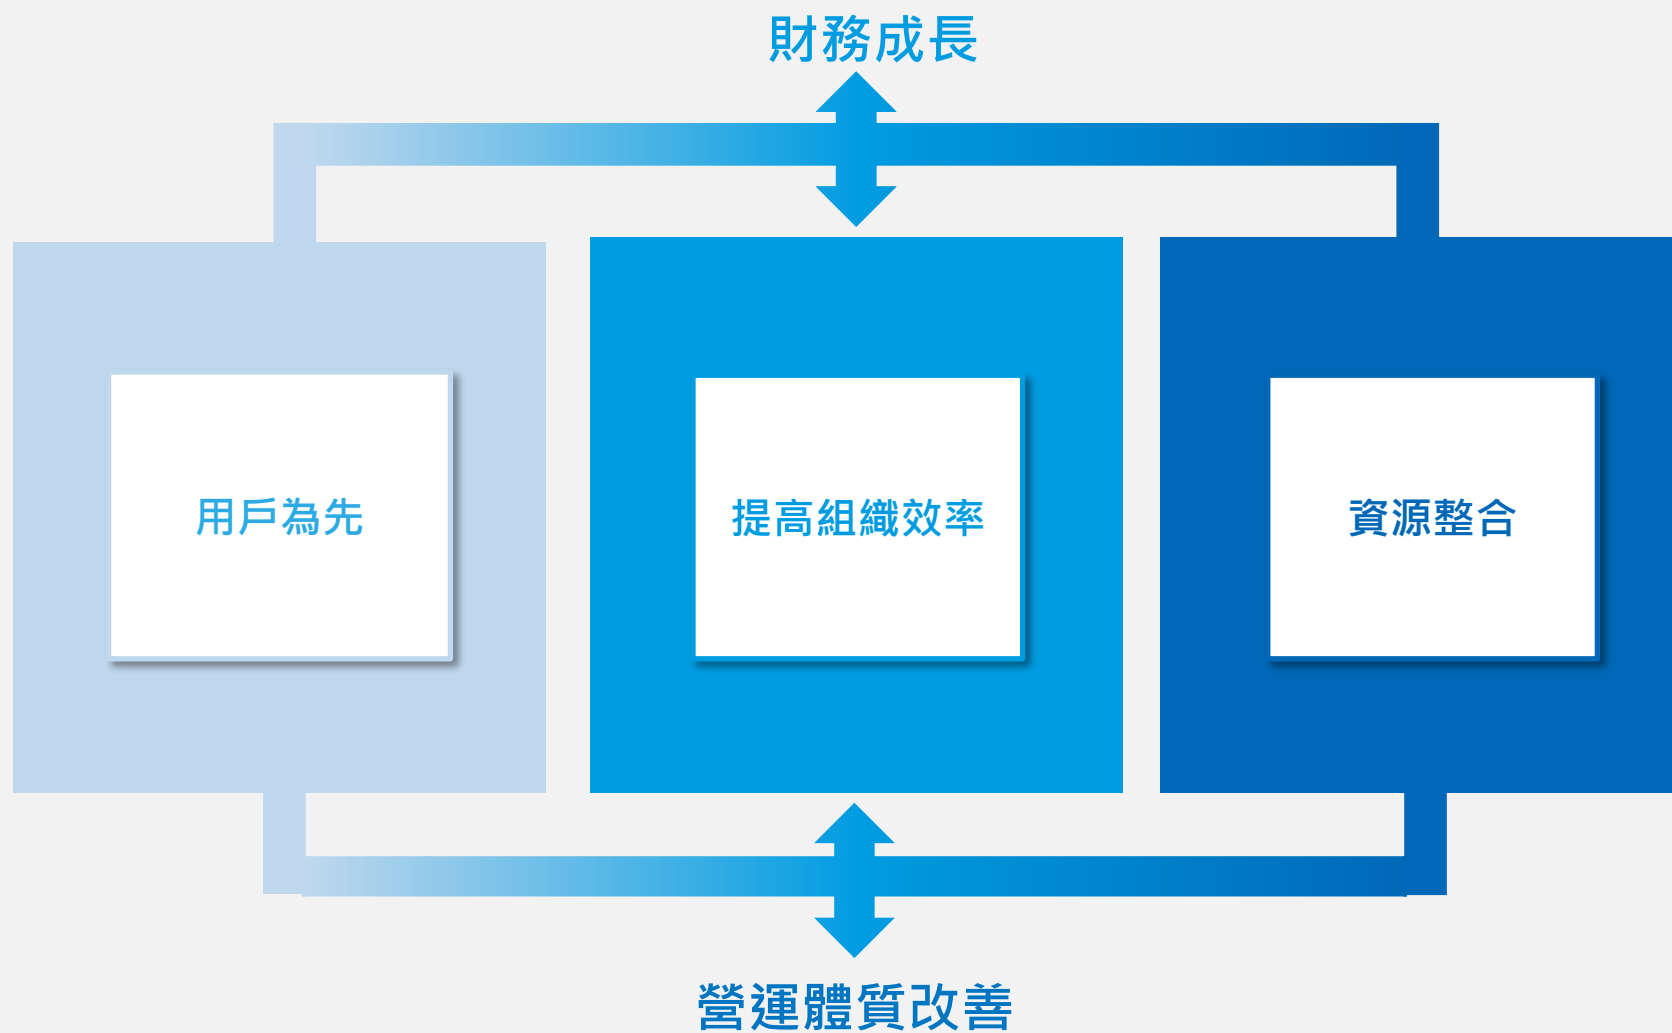 財務成長
用戶為先
提高組織效率
資源整合
營運體質改善